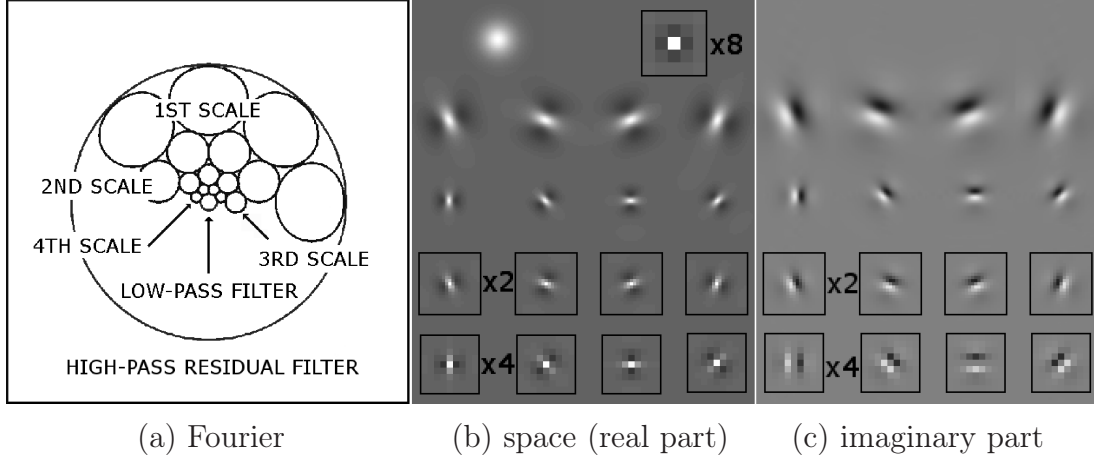 1ST SCALE
2ND SCALE
4TH SCALE
3RD SCALE
LOW-PASS FILTER
HIGH-PASS RESIDUAL FILTER
x8
x2
x4
x2
x4
(a) Fourier
(b) space (real part)
(c) imaginary part